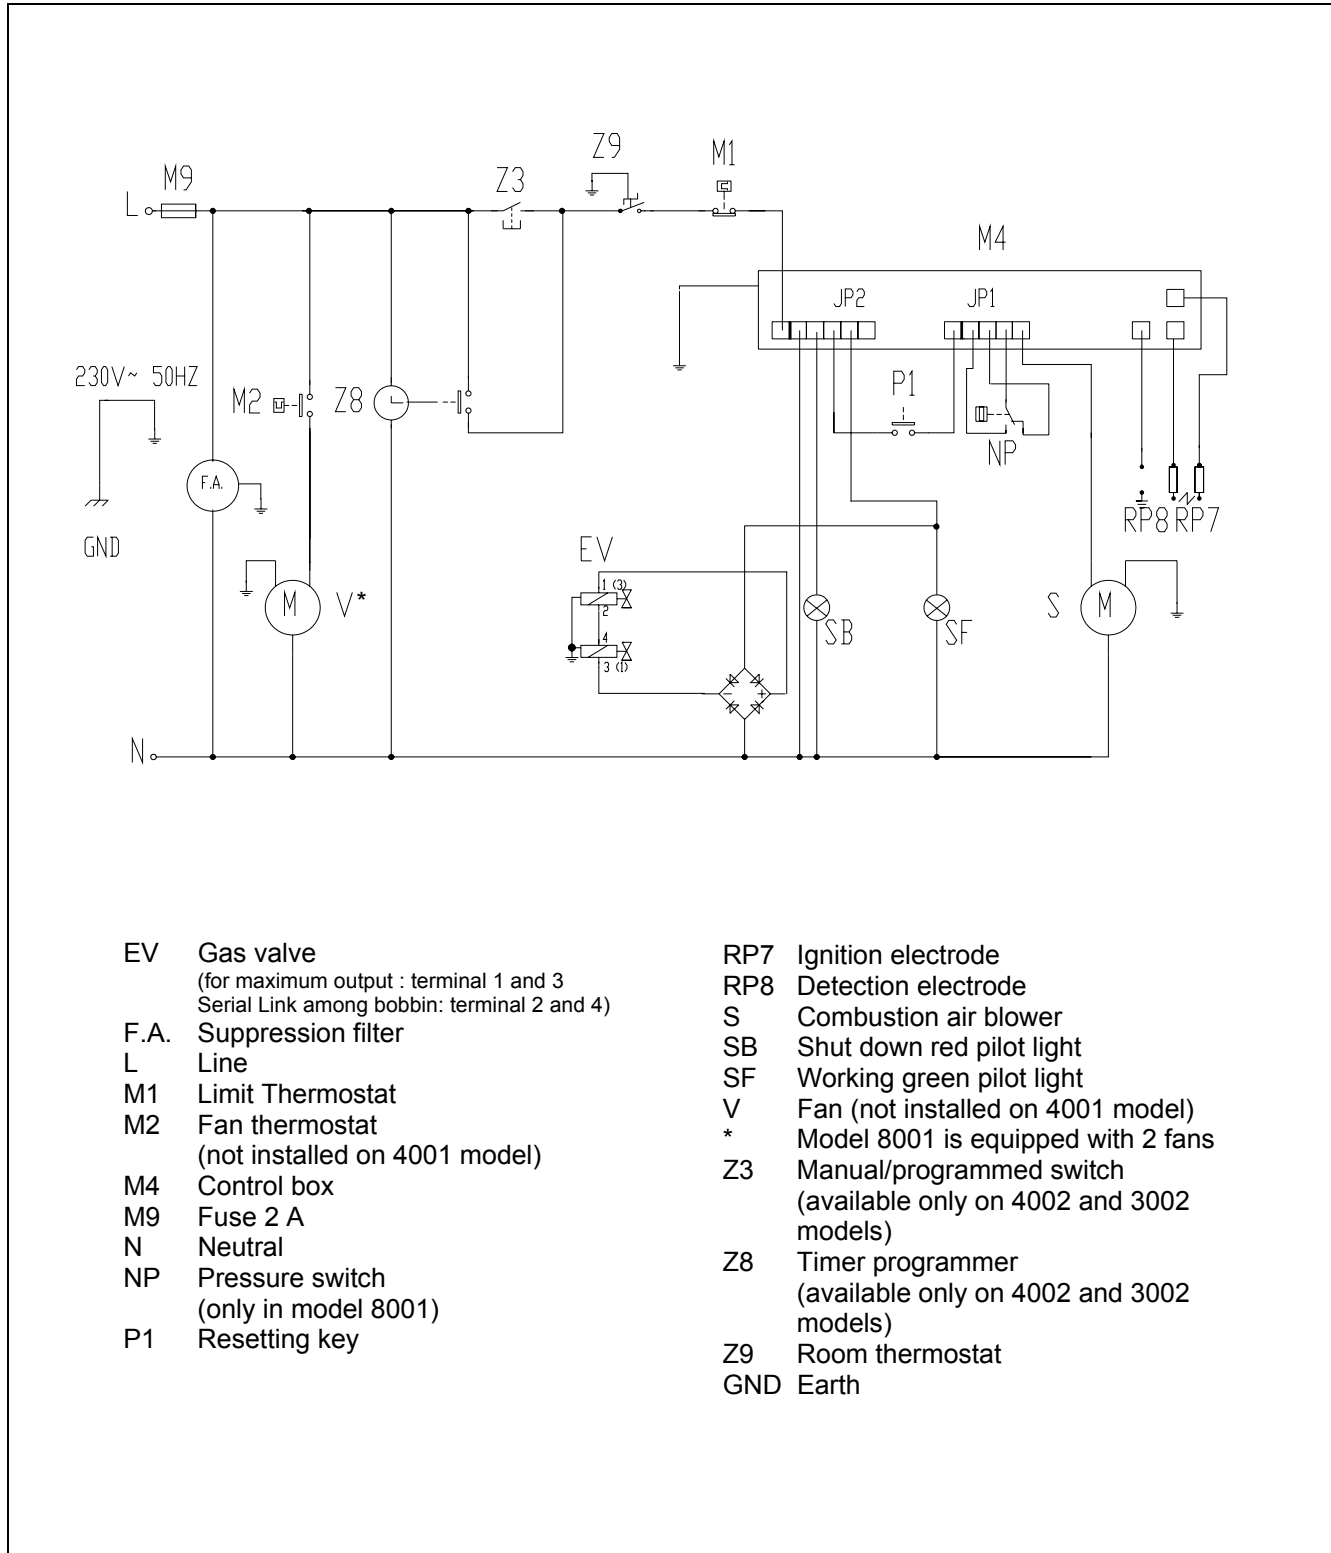 Z9
M1
M9
Z3
L
M4
JP2
JP1
230V~ 50HZ
M2
Z8
P1
NP
F.A.
RP8 RP7
GND
EV
1 (3)
2
4
3 (1)
M
V*
SB
SF
S
M
-
+
N
EV Gas valve
(for maximum output : terminal 1 and 3
Serial Link among bobbin: terminal 2 and 4)
F.A. Suppression filter
L Line
M1 Limit Thermostat
M2 Fan thermostat
(not installed on 4001 model)
M4 Control box
M9 Fuse 2 A
N Neutral
NP Pressure switch
(only in model 8001)
P1 Resetting key
RP7 Ignition electrode
RP8 Detection electrode
S Combustion air blower
SB Shut down red pilot light
SF Working green pilot light
V Fan (not installed on 4001 model)
* Model 8001 is equipped with 2 fans
Z3 Manual/programmed switch
(available only on 4002 and 3002
models)
Z8 Timer programmer
(available only on 4002 and 3002
models)
Z9 Room thermostat
GND Earth